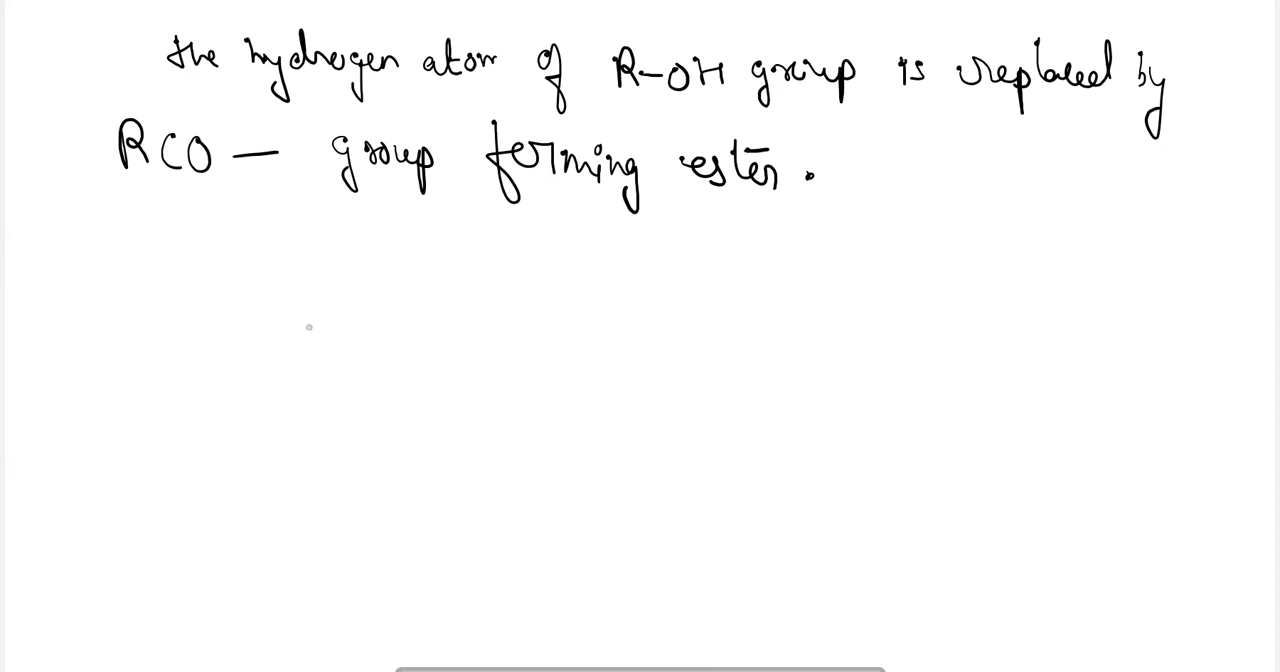 the hydrogen atom of R-OH group is replaced by
RCO - group forming ester.